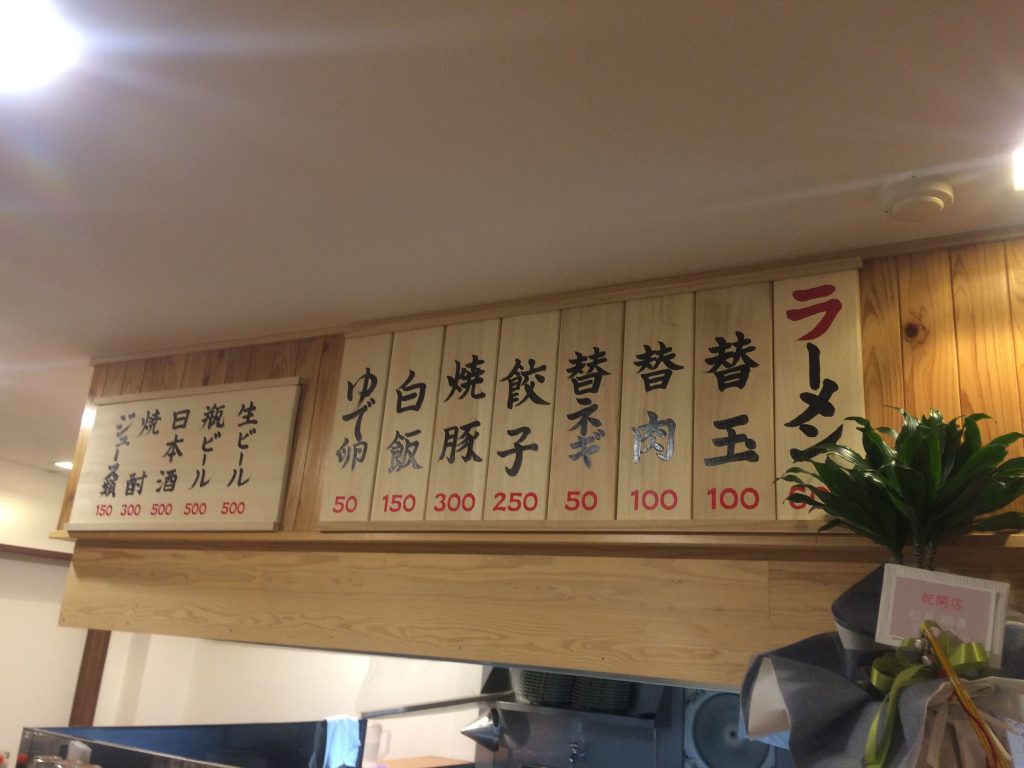 ラーメン
替玉
100
替肉
100
替ネギ
50
餃子
250
焼豚
300
白飯
150
ゆで卵
50
生ビール
500
瓶ビール
500
日本酒
500
焼酎
300
ジュース類
150
祝開店